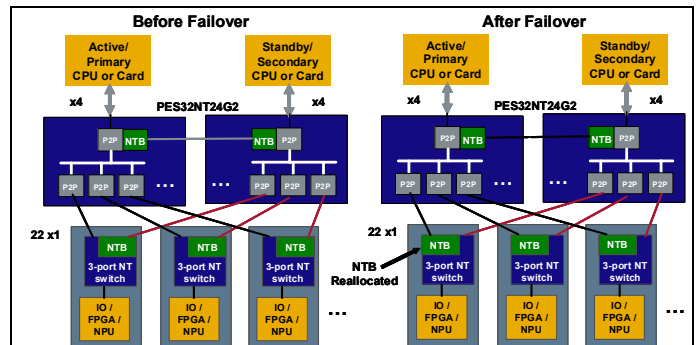 Before Failover
After Failover
Active/
Primary
CPU or Card
Standby/
Secondary
CPU or Card
Active/
Primary
CPU or Card
Standby/
Secondary
CPU or Card
x4
PES32NT24G2
x4
x4
PES32NT24G2
x4
P2P
NTB
NTB
P2P
P2P
NTB
NTB
P2P
P2P
P2P
P2P
...
P2P
P2P
P2P
...
P2P
P2P
P2P
...
P2P
P2P
P2P
...
22 x1
22 x1
NTB
3-port NT
switch
NTB
3-port NT
switch
NTB
3-port NT
switch
NTB
Reallocated
NTB
3-port NT
switch
NTB
3-port NT
switch
NTB
3-port NT
switch
IO /
FPGA /
NPU
IO /
FPGA /
NPU
IO /
FPGA /
NPU
...
IO /
FPGA /
NPU
IO /
FPGA /
NPU
IO /
FPGA /
NPU
...